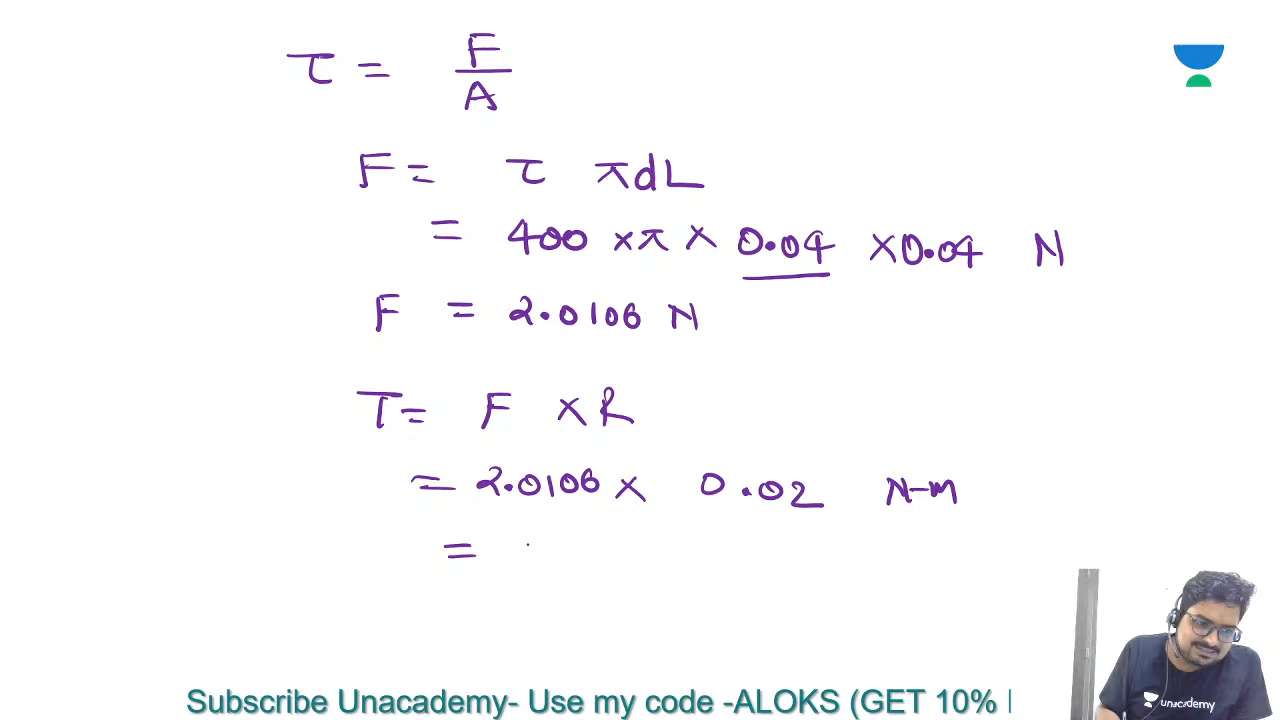 τ = F/A
F = τ πdL
= 400 × π × 0.04 × 0.04 N
F = 2.0106 N
T = F × R
= 2.0106 × 0.02 N-m
=
unacademy
Subscribe Unacademy- Use my code -ALOKS (GET 10%